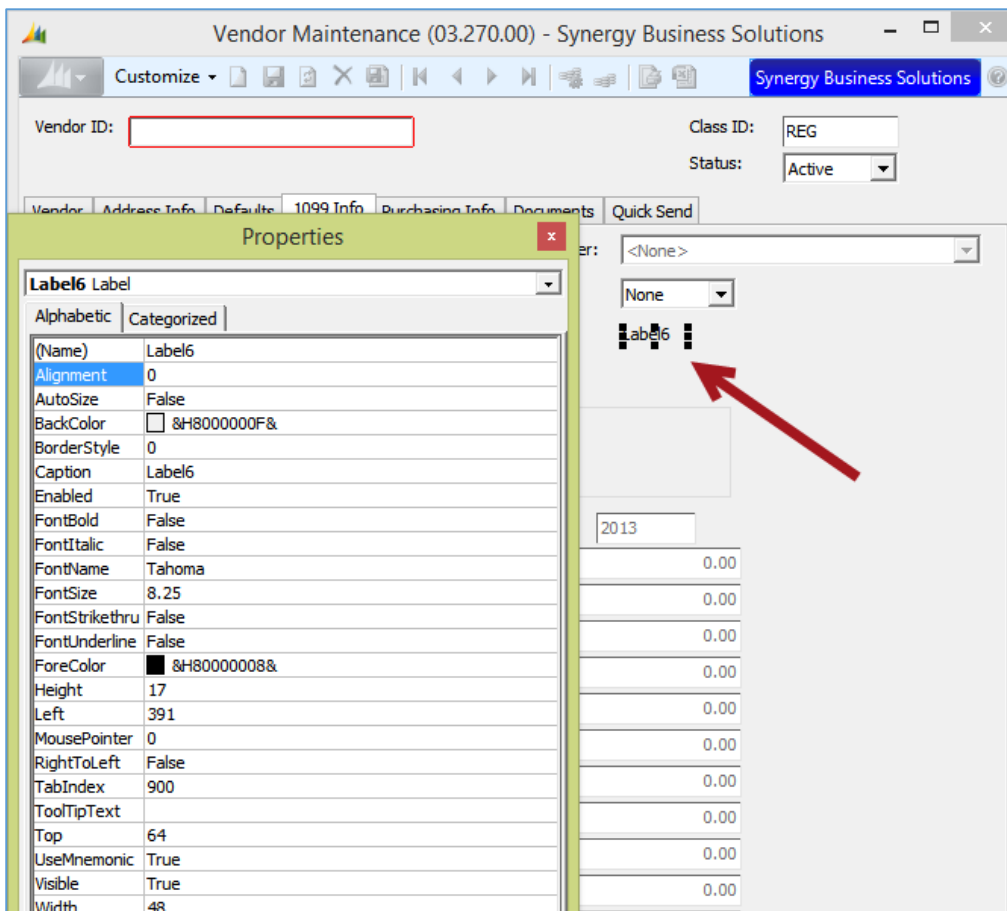 Vendor Maintenance (03.270.00) - Synergy Business Solutions
Customize
Synergy Business Solutions
Vendor ID:
Class ID:
REG
Status:
Active
Vendor Address Info Defaults 1099 Info Purchasing Info Documents Quick Send
Properties
er:
<None>
Label6 Label
None
Alphabetic Categorized
Label6
(Name) Label6
Alignment 0
AutoSize False
BackColor &H8000000F&
BorderStyle 0
Caption Label6
Enabled True
FontBold False
FontItalic False
FontName Tahoma
FontSize 8.25
FontStrikethru False
FontUnderline False
ForeColor &H80000008&
Height 17
Left 391
MousePointer 0
RightToLeft False
TabIndex 900
ToolTipText
Top 64
UseMnemonic True
Visible True
Width 48
2013
0.00
0.00
0.00
0.00
0.00
0.00
0.00
0.00
0.00
0.00